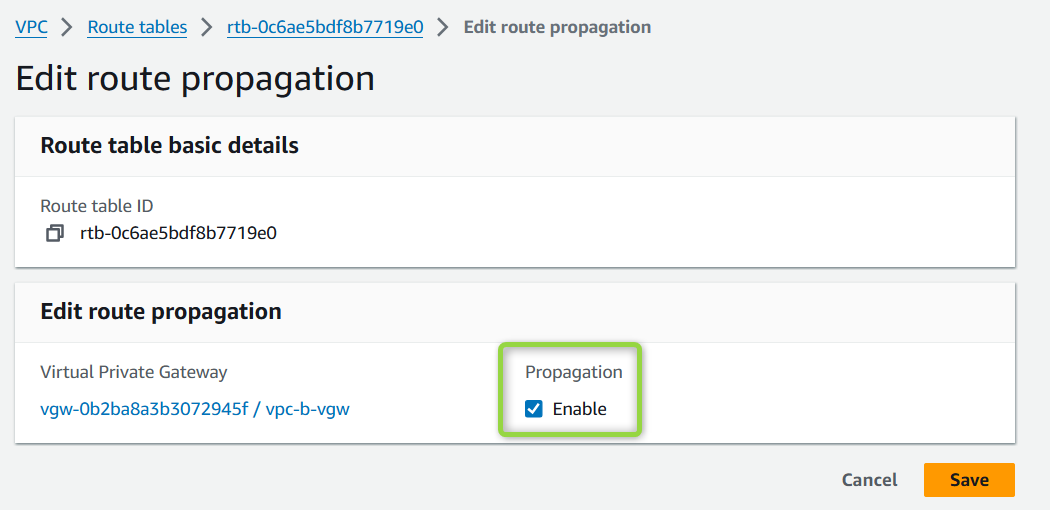 VPC > Route tables > rtb-0c6ae5bdf8b7719e0 > Edit route propagation
Edit route propagation
Route table basic details
Route table ID
rtb-0c6ae5bdf8b7719e0
Edit route propagation
Virtual Private Gateway
Propagation
vgw-0b2ba8a3b3072945f / vpc-b-vgw
Enable
Cancel
Save